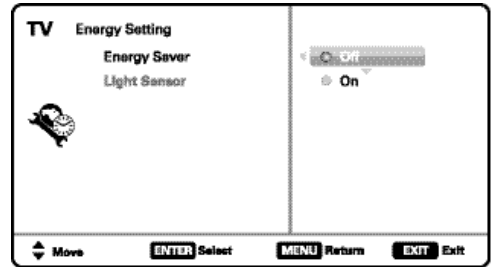 TV Energy Setting
Energy Saver
Off
Light Sensor
On
Move ENTER Select MENU Return EXIT Exit